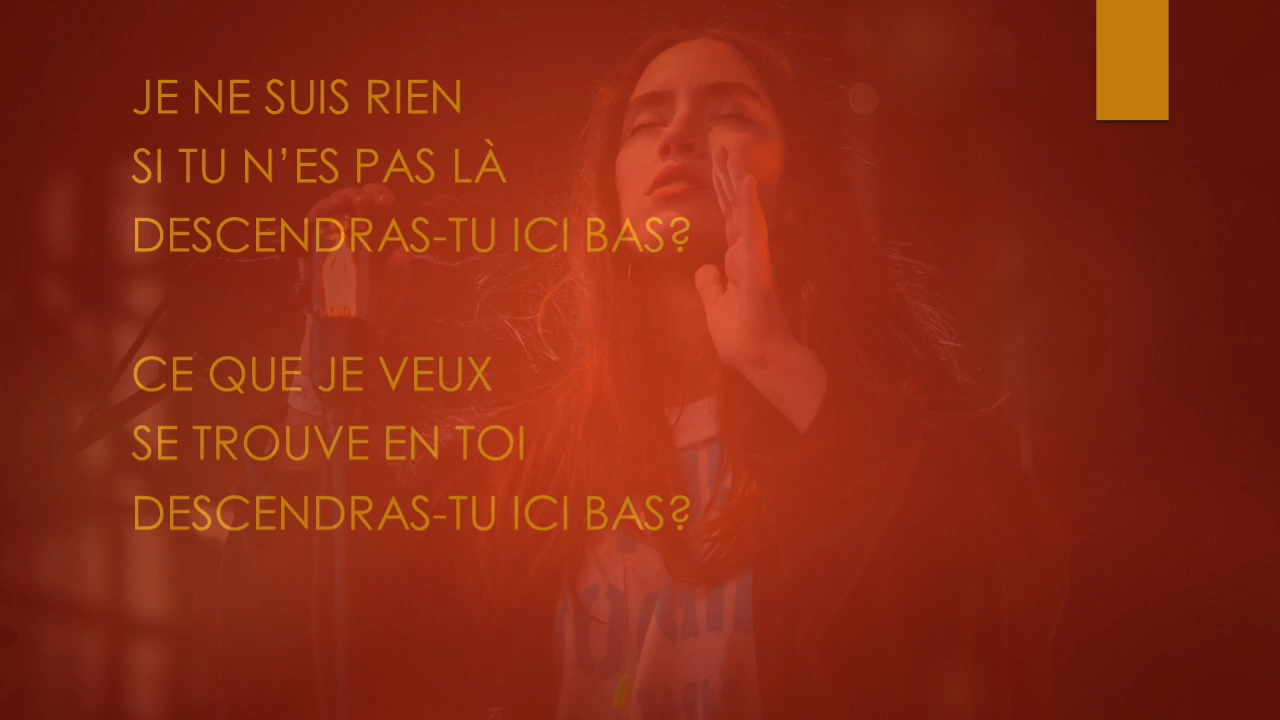 JE NE SUIS RIEN
SI TU N’ES PAS LÀ
DESCENDRAS-TU ICI BAS?
CE QUE JE VEUX
SE TROUVE EN TOI
DESCENDRAS-TU ICI BAS?